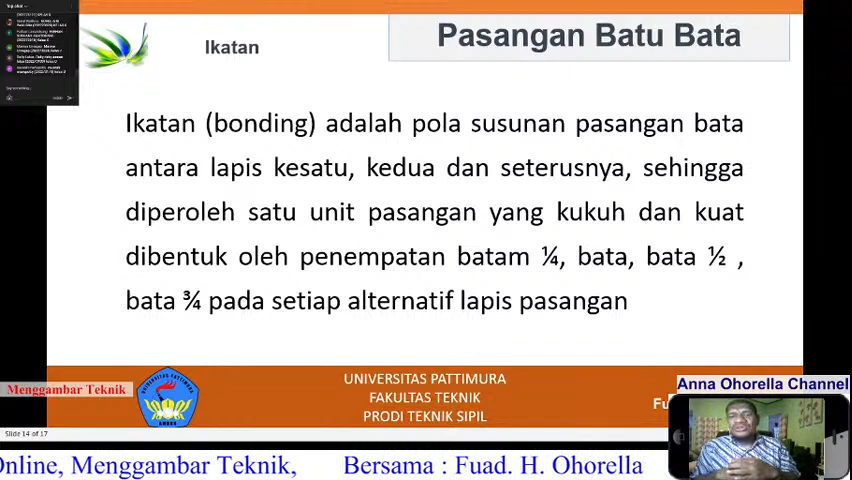 Top chat
Ikatan
Pasangan Batu Bata
Ikatan (bonding) adalah pola susunan pasangan bata
antara lapis kesatu, kedua dan seterusnya, sehingga
diperoleh satu unit pasangan yang kukuh dan kuat
dibentuk oleh penempatan batam ¼, bata, bata ½ ,
bata ¾ pada setiap alternatif lapis pasangan
Menggambar Teknik
UNIVERSITAS PATTIMURA
FAKULTAS TEKNIK
PRODI TEKNIK SIPIL
Anna Ohorella Channel
Fu
Slide 14 of 17
Online, Menggambar Teknik, Bersama : Fuad. H. Ohorella